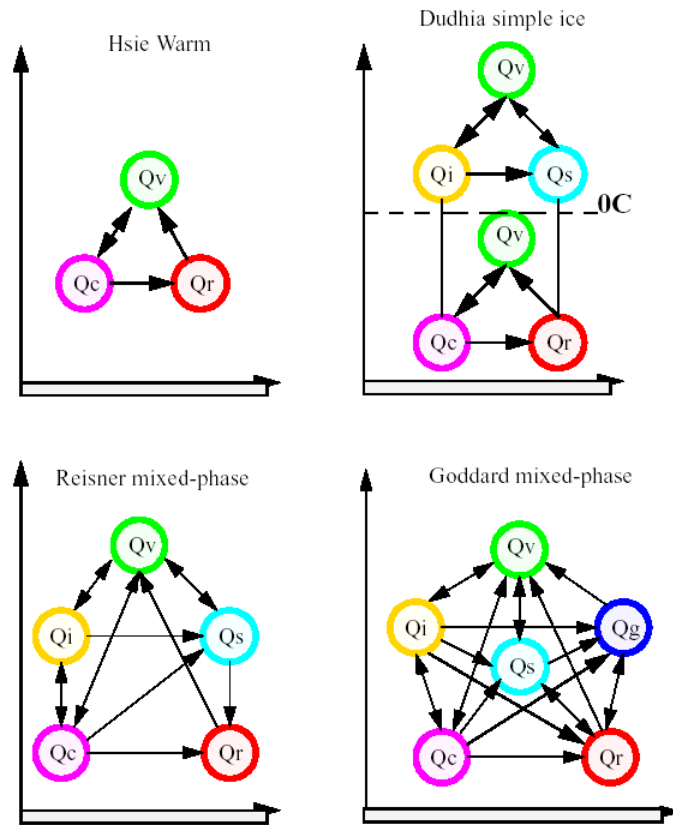 Hsie Warm
Qv
Qc
Qr
Dudhia simple ice
Qv
Qi
Qs
0C
Qv
Qc
Qr
Reisner mixed-phase
Qv
Qi
Qs
Qc
Qr
Goddard mixed-phase
Qv
Qi
Qg
Qs
Qc
Qr